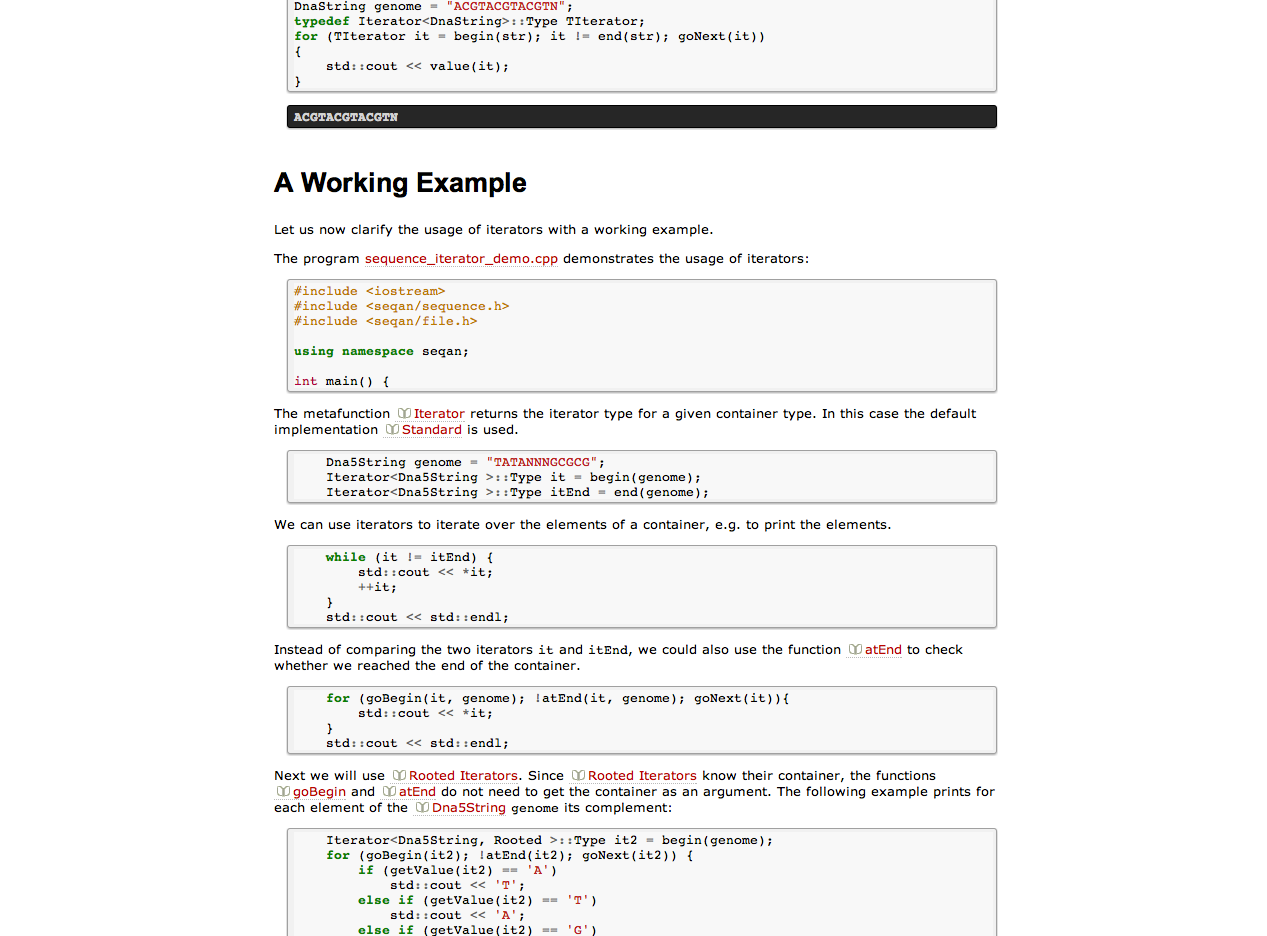 DnaString genome = "ACGTACGTACGTN";
typedef Iterator<DnaString>::Type TIterator;
for (TIterator it = begin(str); it != end(str); goNext(it))
{
    std::cout << value(it);
}
ACGTACGTACGTN
A Working Example
Let us now clarify the usage of iterators with a working example.
The program sequence_iterator_demo.cpp demonstrates the usage of iterators:
#include <iostream>
#include <seqan/sequence.h>
#include <seqan/file.h>
using namespace seqan;
int main() {
The metafunction Iterator returns the iterator type for a given container type. In this case the default
implementation Standard is used.
    Dna5String genome = "TATANNNGCGCG";
    Iterator<Dna5String >::Type it = begin(genome);
    Iterator<Dna5String >::Type itEnd = end(genome);
We can use iterators to iterate over the elements of a container, e.g. to print the elements.
    while (it != itEnd) {
        std::cout << *it;
        ++it;
    }
    std::cout << std::endl;
Instead of comparing the two iterators it and itEnd, we could also use the function atEnd to check
whether we reached the end of the container.
    for (goBegin(it, genome); !atEnd(it, genome); goNext(it)){
        std::cout << *it;
    }
    std::cout << std::endl;
Next we will use Rooted Iterators. Since Rooted Iterators know their container, the functions
goBegin and atEnd do not need to get the container as an argument. The following example prints for
each element of the Dna5String genome its complement:
    Iterator<Dna5String, Rooted >::Type it2 = begin(genome);
    for (goBegin(it2); !atEnd(it2); goNext(it2)) {
        if (getValue(it2) == 'A')
            std::cout << 'T';
        else if (getValue(it2) == 'T')
            std::cout << 'A';
        else if (getValue(it2) == 'G')